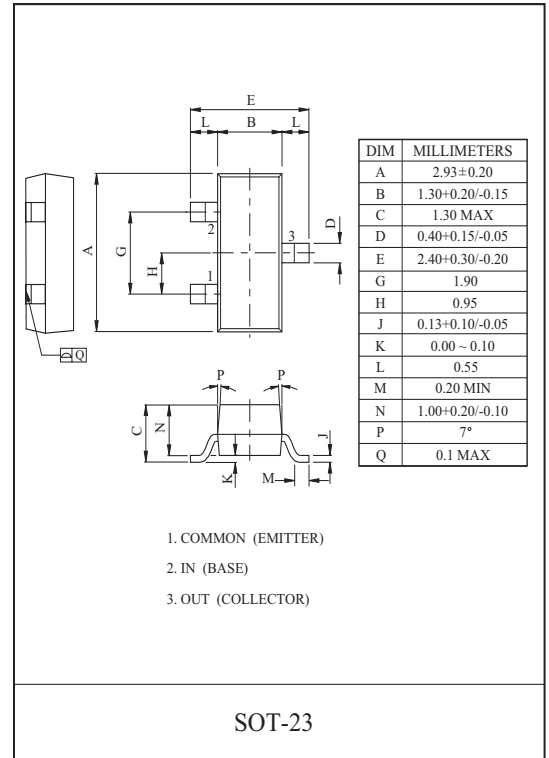 E
L B L
A
G
H
D
2
3
1
D Q
P P
C
N
K
M
J
DIM MILLIMETERS
A 2.93±0.20
B 1.30+0.20/-0.15
C 1.30 MAX
D 0.40+0.15/-0.05
E 2.40+0.30/-0.20
G 1.90
H 0.95
J 0.13+0.10/-0.05
K 0.00 ~ 0.10
L 0.55
M 0.20 MIN
N 1.00+0.20/-0.10
P 7°
Q 0.1 MAX
1. COMMON (EMITTER)
2. IN (BASE)
3. OUT (COLLECTOR)
SOT-23